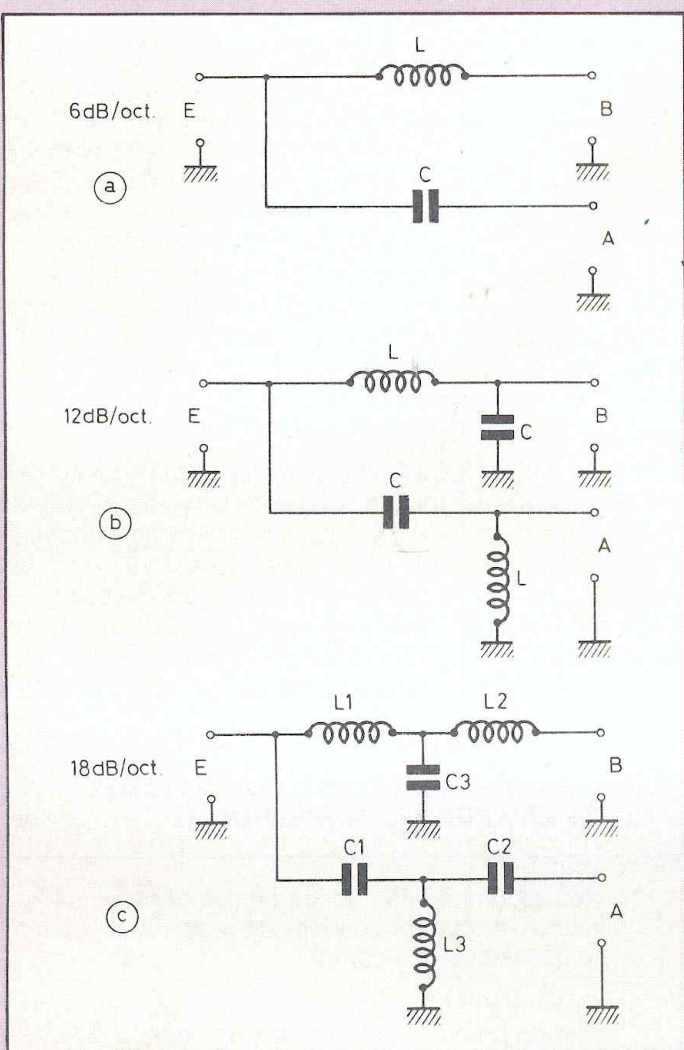 L
6dB/oct. E
B
a
C
A
L
12dB/oct. E
C
B
C
b
A
L
L1 L2
18dB/oct. E
B
C3
C1 C2
A
c
L3